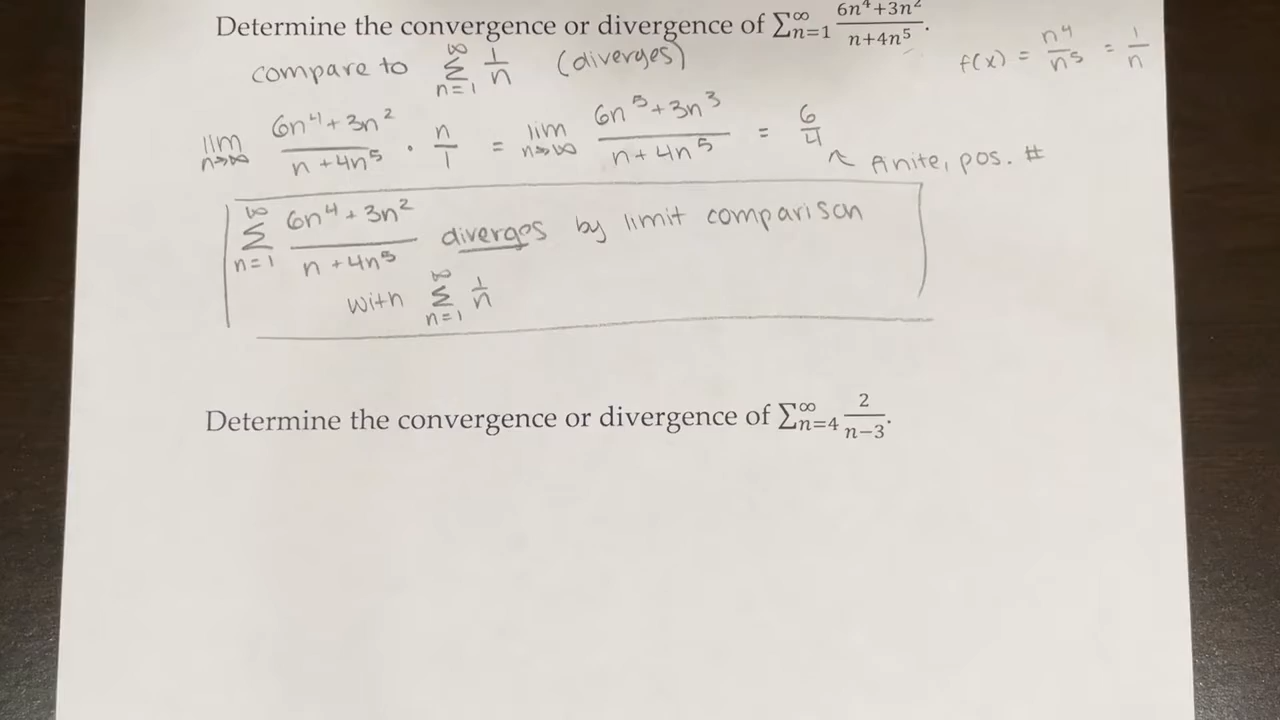 Determine the convergence or divergence of ∑_{n=1}^{∞} (6n⁴+3n²)/(n+4n⁵).
compare to ∑_{n=1}^{∞} 1/n (diverges)
f(x) = n⁴/n⁵ = 1/n
lim_{n→∞} (6n⁴+3n²)/(n+4n⁵) · n/1 = lim_{n→∞} (6n⁵+3n³)/(n+4n⁵) = 6/4
↖ finite, pos. #
∑_{n=1}^{∞} (6n⁴+3n²)/(n+4n⁵) diverges by limit comparison
with ∑_{n=1}^{∞} 1/n
Determine the convergence or divergence of ∑_{n=4}^{∞} 2/(n−3).